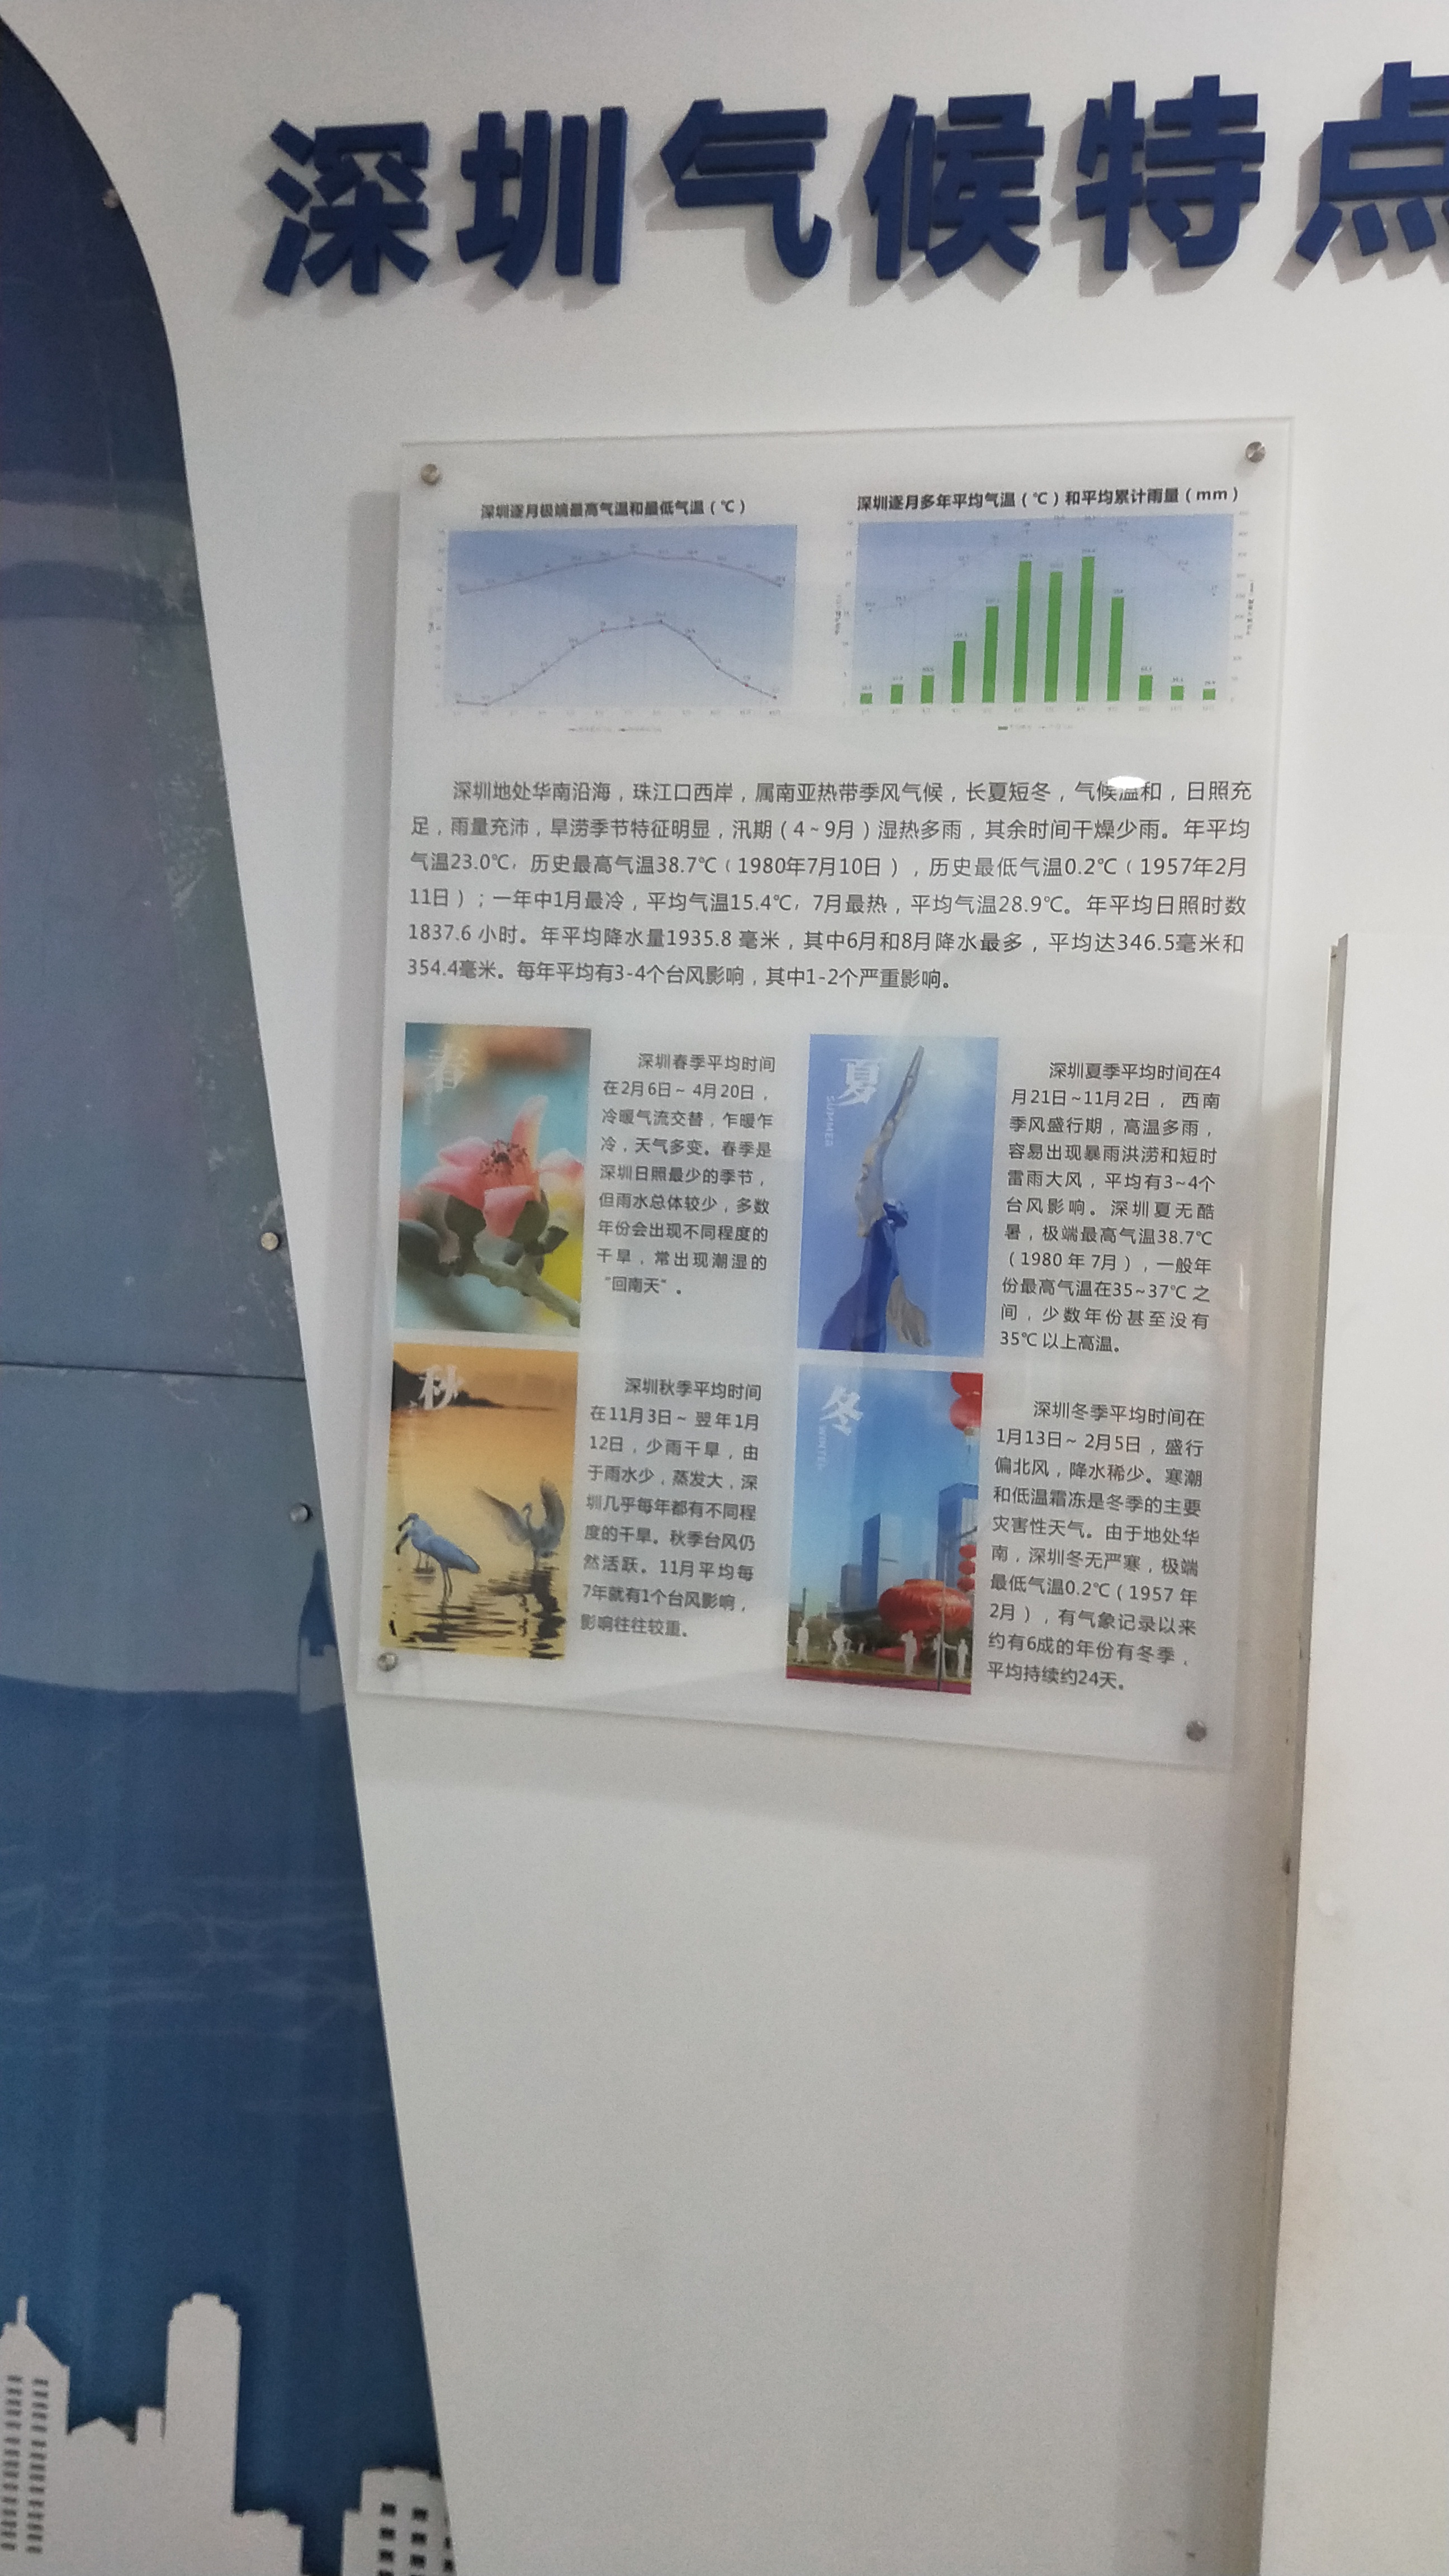 深圳气候特点
深圳逐月极端最高气温和最低气温（℃）
深圳逐月多年平均气温（℃）和平均累计雨量（mm）
深圳地处华南沿海，珠江口西岸，属南亚热带季风气候，长夏短冬，气候温和，日照充
足，雨量充沛，旱涝季节特征明显，汛期（4~9月）湿热多雨，其余时间干燥少雨。年平均
气温23.0℃，历史最高气温38.7℃（1980年7月10日），历史最低气温0.2℃（1957年2月
11日）；一年中1月最冷，平均气温15.4℃，7月最热，平均气温28.9℃。年平均日照时数
1837.6 小时。年平均降水量1935.8 毫米，其中6月和8月降水最多，平均达346.5毫米和
354.4毫米。每年平均有3-4个台风影响，其中1-2个严重影响。
春
深圳春季平均时间
在2月6日~ 4月20日，
冷暖气流交替，乍暖乍
冷，天气多变。春季是
深圳日照最少的季节，
但雨水总体较少，多数
年份会出现不同程度的
干旱，常出现潮湿的
“回南天”。
夏
SUMMER
深圳夏季平均时间在4
月21日~11月2日， 西南
季风盛行期，高温多雨，
容易出现暴雨洪涝和短时
雷雨大风，平均有3~4个
台风影响。深圳夏无酷
暑，极端最高气温38.7℃
（1980 年 7月），一般年
份最高气温在35~37℃ 之
间，少数年份甚至没有
35℃ 以上高温。
秋
深圳秋季平均时间
在11月3日~ 翌年1月
12日，少雨干旱，由
于雨水少，蒸发大，深
圳几乎每年都有不同程
度的干旱。秋季台风仍
然活跃。11月平均每
7年就有1个台风影响，
影响往往较重。
冬
WINTER
深圳冬季平均时间在
1月13日~ 2月5日，盛行
偏北风，降水稀少。寒潮
和低温霜冻是冬季的主要
灾害性天气。由于地处华
南，深圳冬无严寒，极端
最低气温0.2℃（1957 年
2月），有气象记录以来
约有6成的年份有冬季，
平均持续约24天。